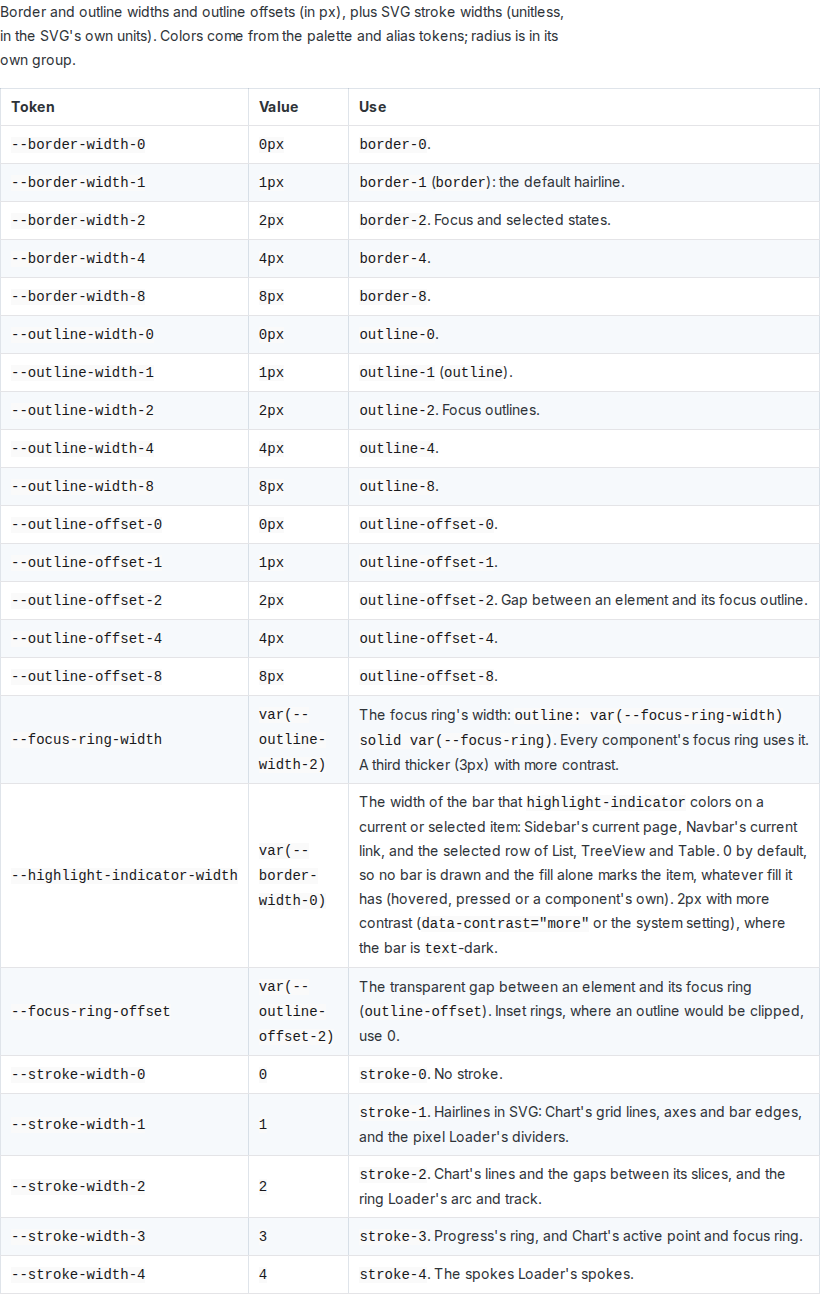 Border and outline widths and outline offsets (in px), plus SVG stroke widths (unitless,
in the SVG's own units). Colors come from the palette and alias tokens; radius is in its
own group.
Token Value Use
--border-width-0 0px border-0.
--border-width-1 1px border-1 (border): the default hairline.
--border-width-2 2px border-2. Focus and selected states.
--border-width-4 4px border-4.
--border-width-8 8px border-8.
--outline-width-0 0px outline-0.
--outline-width-1 1px outline-1 (outline).
--outline-width-2 2px outline-2. Focus outlines.
--outline-width-4 4px outline-4.
--outline-width-8 8px outline-8.
--outline-offset-0 0px outline-offset-0.
--outline-offset-1 1px outline-offset-1.
--outline-offset-2 2px outline-offset-2. Gap between an element and its focus outline.
--outline-offset-4 4px outline-offset-4.
--outline-offset-8 8px outline-offset-8.
--focus-ring-width
var(--
outline-
width-2)
The focus ring's width: outline: var(--focus-ring-width)
solid var(--focus-ring). Every component's focus ring uses it.
A third thicker (3px) with more contrast.
--highlight-indicator-width
var(--
border-
width-0)
The width of the bar that highlight-indicator colors on a
current or selected item: Sidebar's current page, Navbar's current
link, and the selected row of List, TreeView and Table. 0 by default,
so no bar is drawn and the fill alone marks the item, whatever fill it
has (hovered, pressed or a component's own). 2px with more
contrast (data-contrast="more" or the system setting), where
the bar is text-dark.
--focus-ring-offset
var(--
outline-
offset-2)
The transparent gap between an element and its focus ring
(outline-offset). Inset rings, where an outline would be clipped,
use 0.
--stroke-width-0 0 stroke-0. No stroke.
--stroke-width-1 1 stroke-1. Hairlines in SVG: Chart's grid lines, axes and bar edges,
and the pixel Loader's dividers.
--stroke-width-2 2 stroke-2. Chart's lines and the gaps between its slices, and the
ring Loader's arc and track.
--stroke-width-3 3 stroke-3. Progress's ring, and Chart's active point and focus ring.
--stroke-width-4 4 stroke-4. The spokes Loader's spokes.